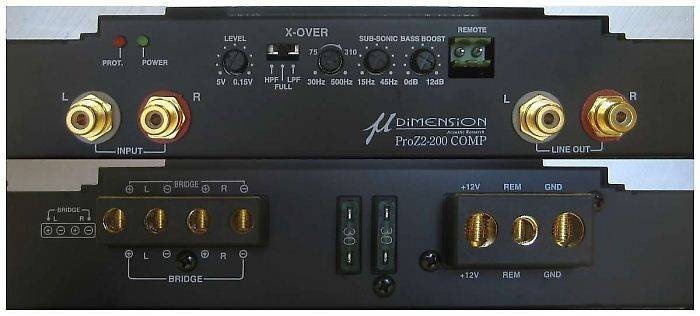 X-OVER
LEVEL
75 310
SUB-SONIC BASS BOOST
REMOTE
PROT. POWER
5V 0.15V
HPF LPF
FULL
30Hz 500Hz
15Hz 45Hz
0dB 12dB
L R
INPUT
µ DiMENSION
Acoustic Research
ProZ2-200 COMP
L R
LINE OUT
BRIDGE
⊕ L ⊖ ⊕ R ⊖
BRIDGE
L R
⊕ ⊖ ⊕ ⊖
⊕ L ⊖ ⊕ R ⊖
BRIDGE
30 30
+12V REM GND
+12V REM GND